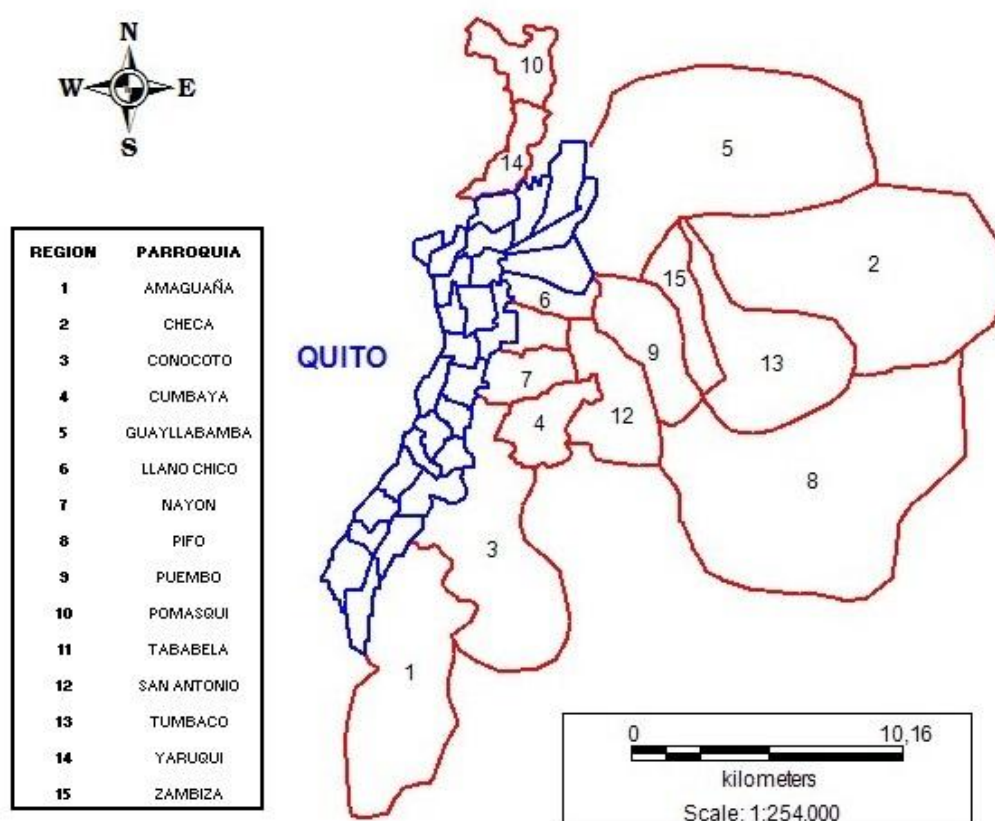 N
W E
S
10
14
5
2
15
6
QUITO
9
13
7
4
12
8
3
1
REGION PARROQUIA
1 AMAGUAÑA
2 CHECA
3 CONOCOTO
4 CUMBAYA
5 GUAYLLABAMBA
6 LLANO CHICO
7 NAYON
8 PIFO
9 PUEMBO
10 POMASQUI
11 TABABELA
12 SAN ANTONIO
13 TUMBACO
14 YARUQUI
15 ZAMBIZA
0 10,16
kilometers
Scale: 1:254.000